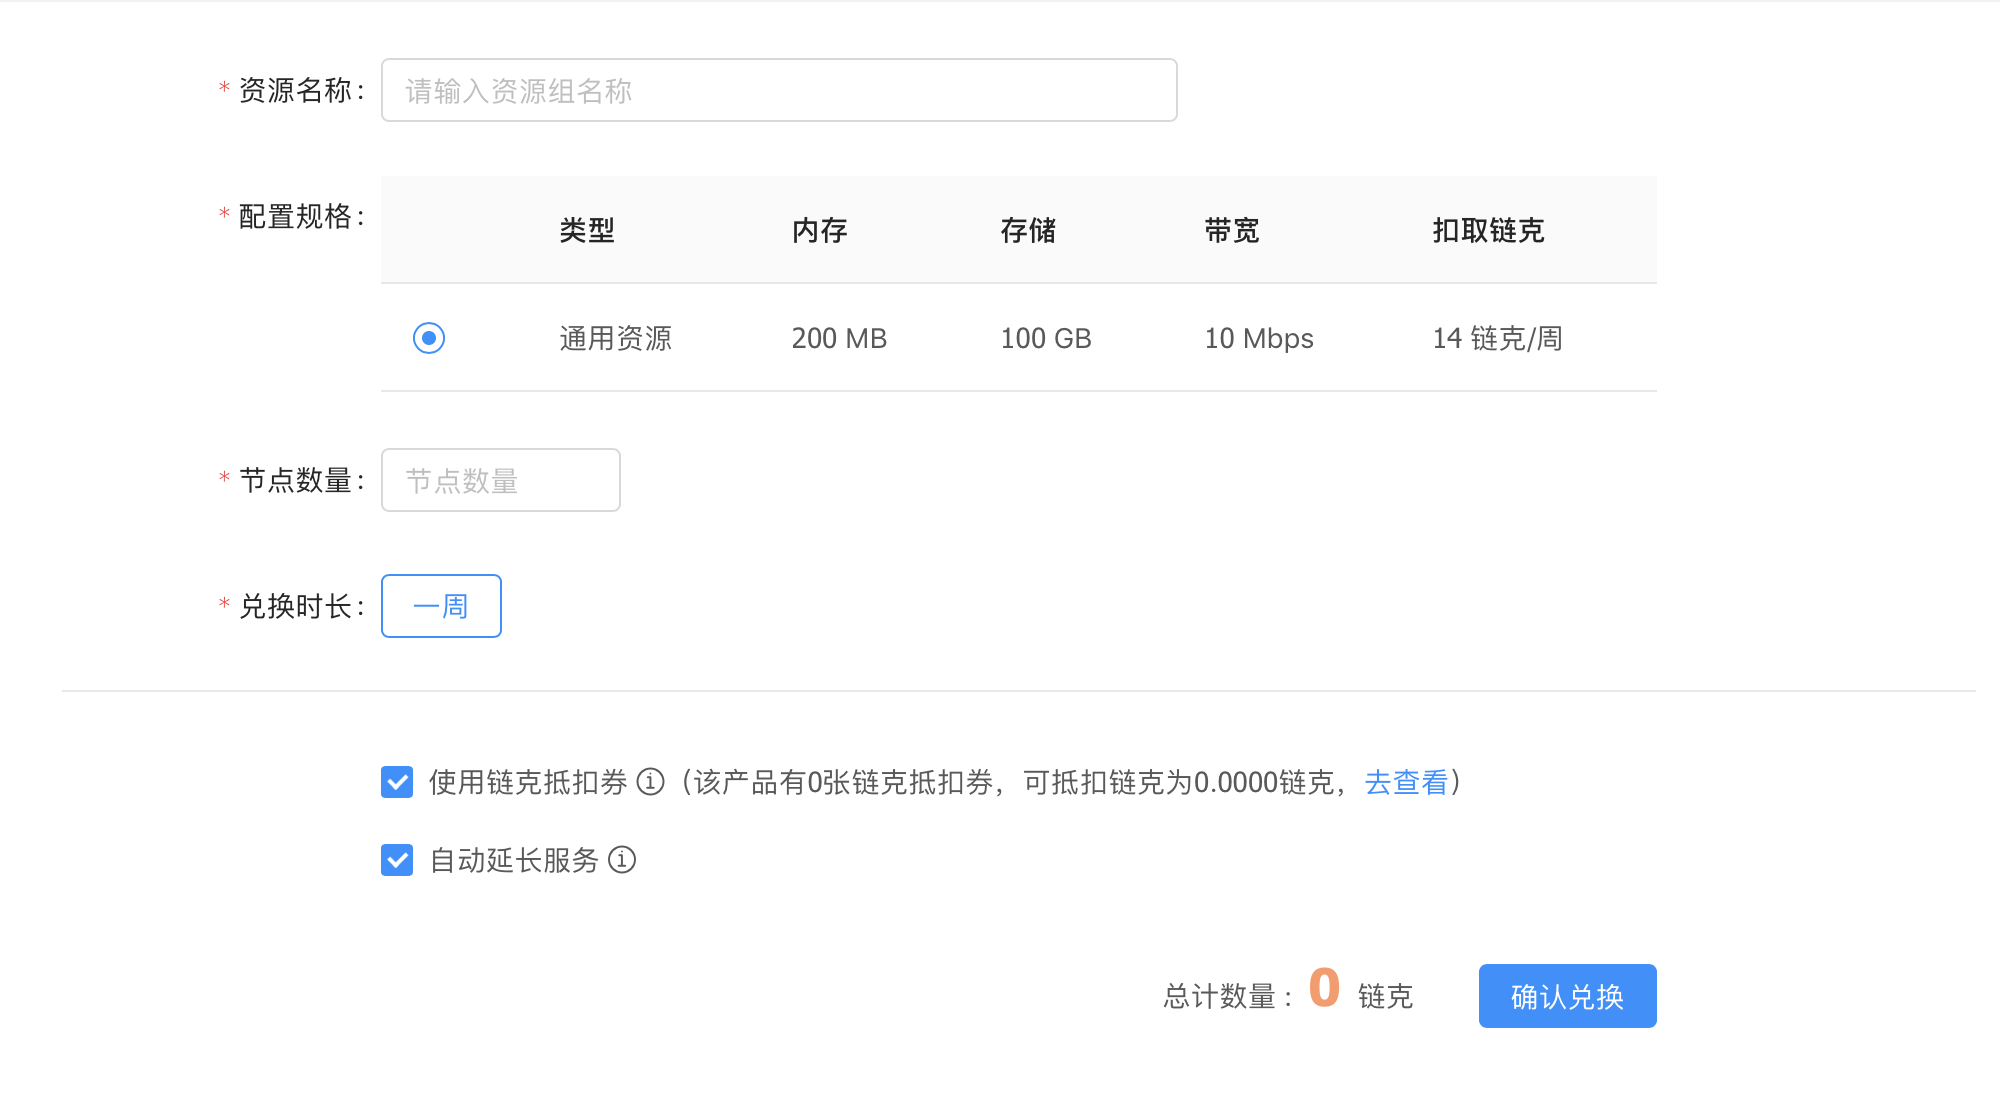 * 资源名称: 请输入资源组名称
* 配置规格: 类型 内存 存储 带宽 扣取链克
通用资源 200 MB 100 GB 10 Mbps 14 链克/周
* 节点数量: 节点数量
* 兑换时长: 一周
使用链克抵扣券 (该产品有0张链克抵扣券，可抵扣链克为0.0000链克，去查看)
自动延长服务
总计数量: 0 链克 确认兑换